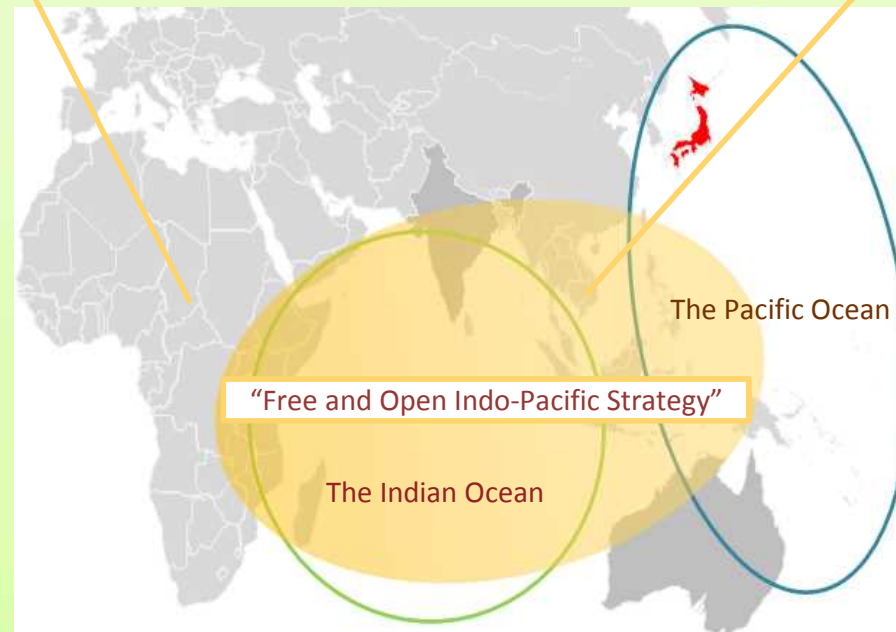 The Pacific Ocean
“Free and Open Indo-Pacific Strategy”
The Indian Ocean